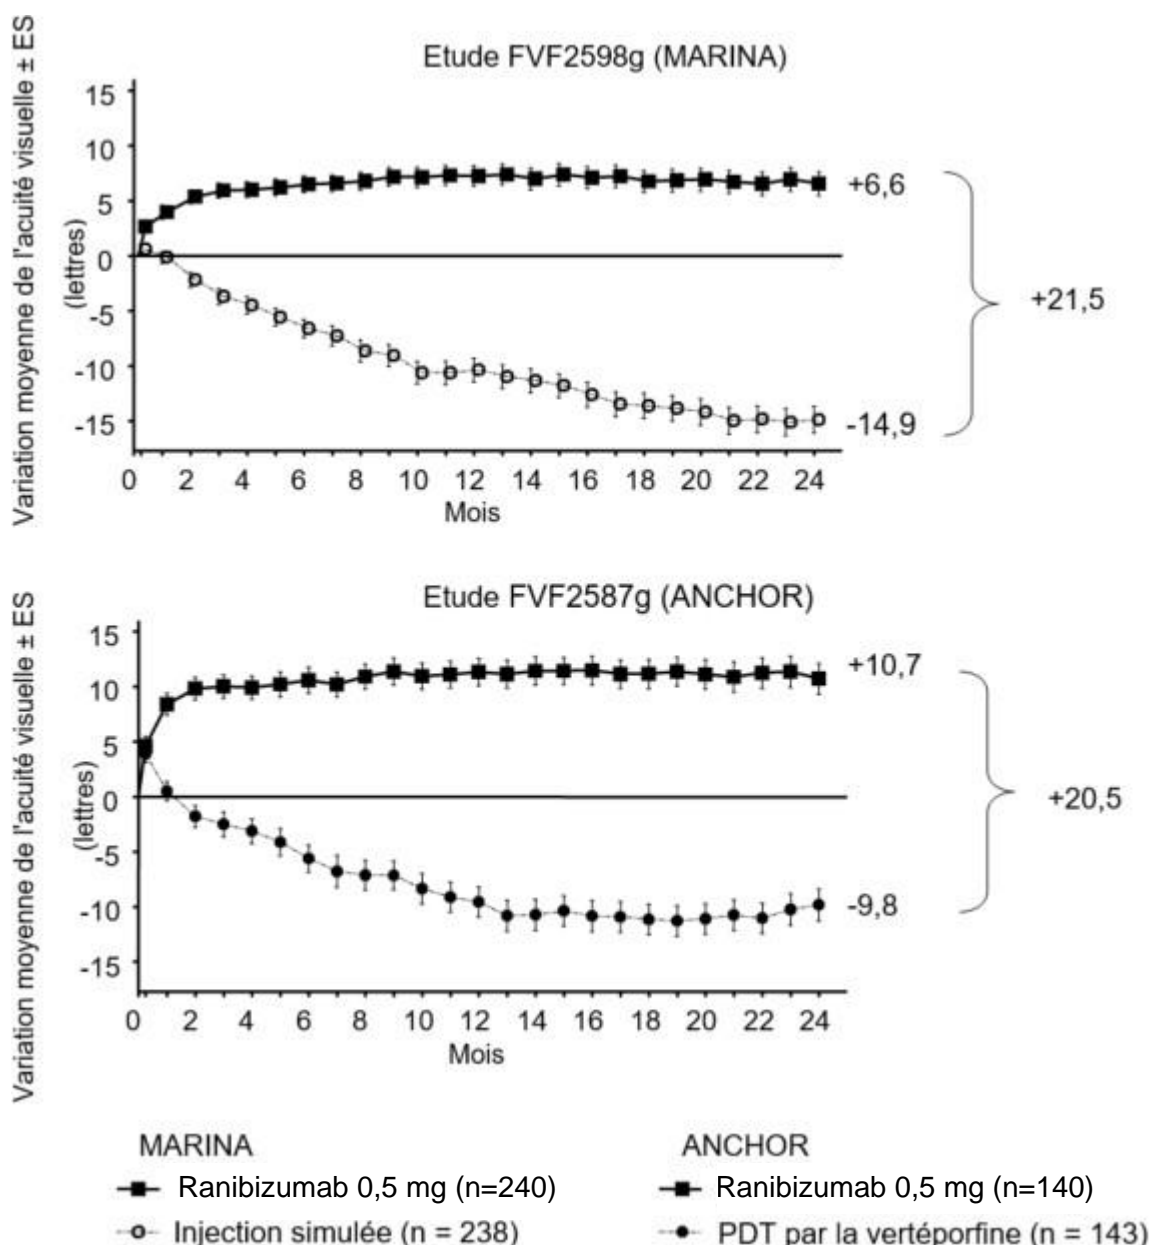 Etude FVF2598g (MARINA)
Variation moyenne de l'acuité visuelle ± ES
(lettres)
15
10
5
0
-5
-10
-15
+6,6
+21,5
-14,9
0 2 4 6 8 10 12 14 16 18 20 22 24
Mois
Etude FVF2587g (ANCHOR)
Variation moyenne de l'acuité visuelle ± ES
(lettres)
15
10
5
0
-5
-10
-15
+10,7
+20,5
-9,8
0 2 4 6 8 10 12 14 16 18 20 22 24
Mois
MARINA
Ranibizumab 0,5 mg (n=240)
Injection simulée (n = 238)
ANCHOR
Ranibizumab 0,5 mg (n=140)
PDT par la vertéporfine (n = 143)